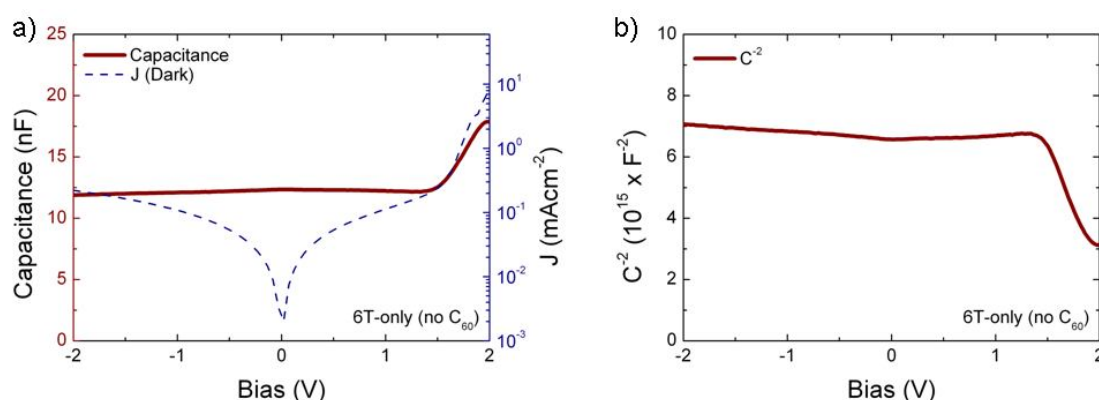 a)
Capacitance
J (Dark)
25
20
15
10
5
0
Capacitance (nF)
10¹
10⁰
10⁻¹
10⁻²
10⁻³
J (mAcm⁻²)
6T-only (no C₆₀)
-2 -1 0 1 2
Bias (V)
b)
C⁻²
10
8
6
4
2
0
C⁻² (10¹⁵ x F⁻²)
6T-only (no C₆₀)
-2 -1 0 1 2
Bias (V)